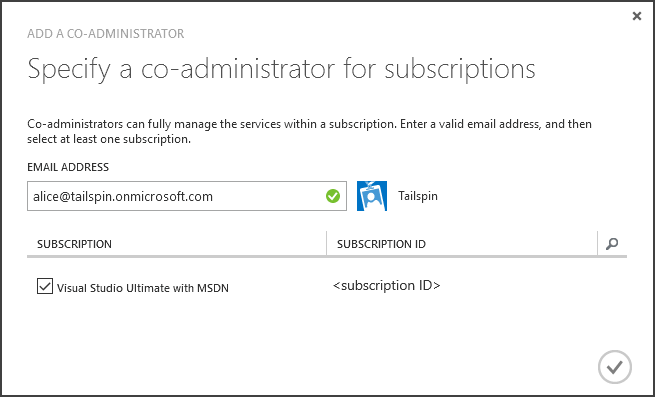 ADD A CO-ADMINISTRATOR
Specify a co-administrator for subscriptions
Co-administrators can fully manage the services within a subscription. Enter a valid email address, and then
select at least one subscription.
EMAIL ADDRESS
alice@tailspin.onmicrosoft.com
Tailspin
SUBSCRIPTION
SUBSCRIPTION ID
Visual Studio Ultimate with MSDN
<subscription ID>